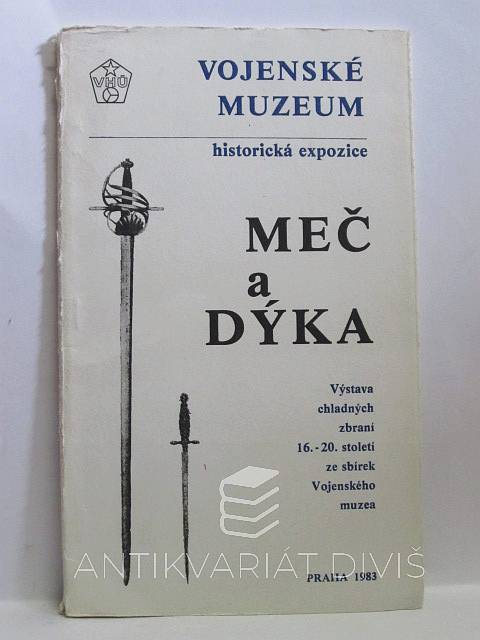 VHÚ
VOJENSKÉ
MUZEUM
historická expozice
MEČ
a
DÝKA
Výstava
chladných
zbraní
16.-20. století
ze sbírek
Vojenského
muzea
ANTIKVARIÁT DIVIŠ
PRAHA 1983